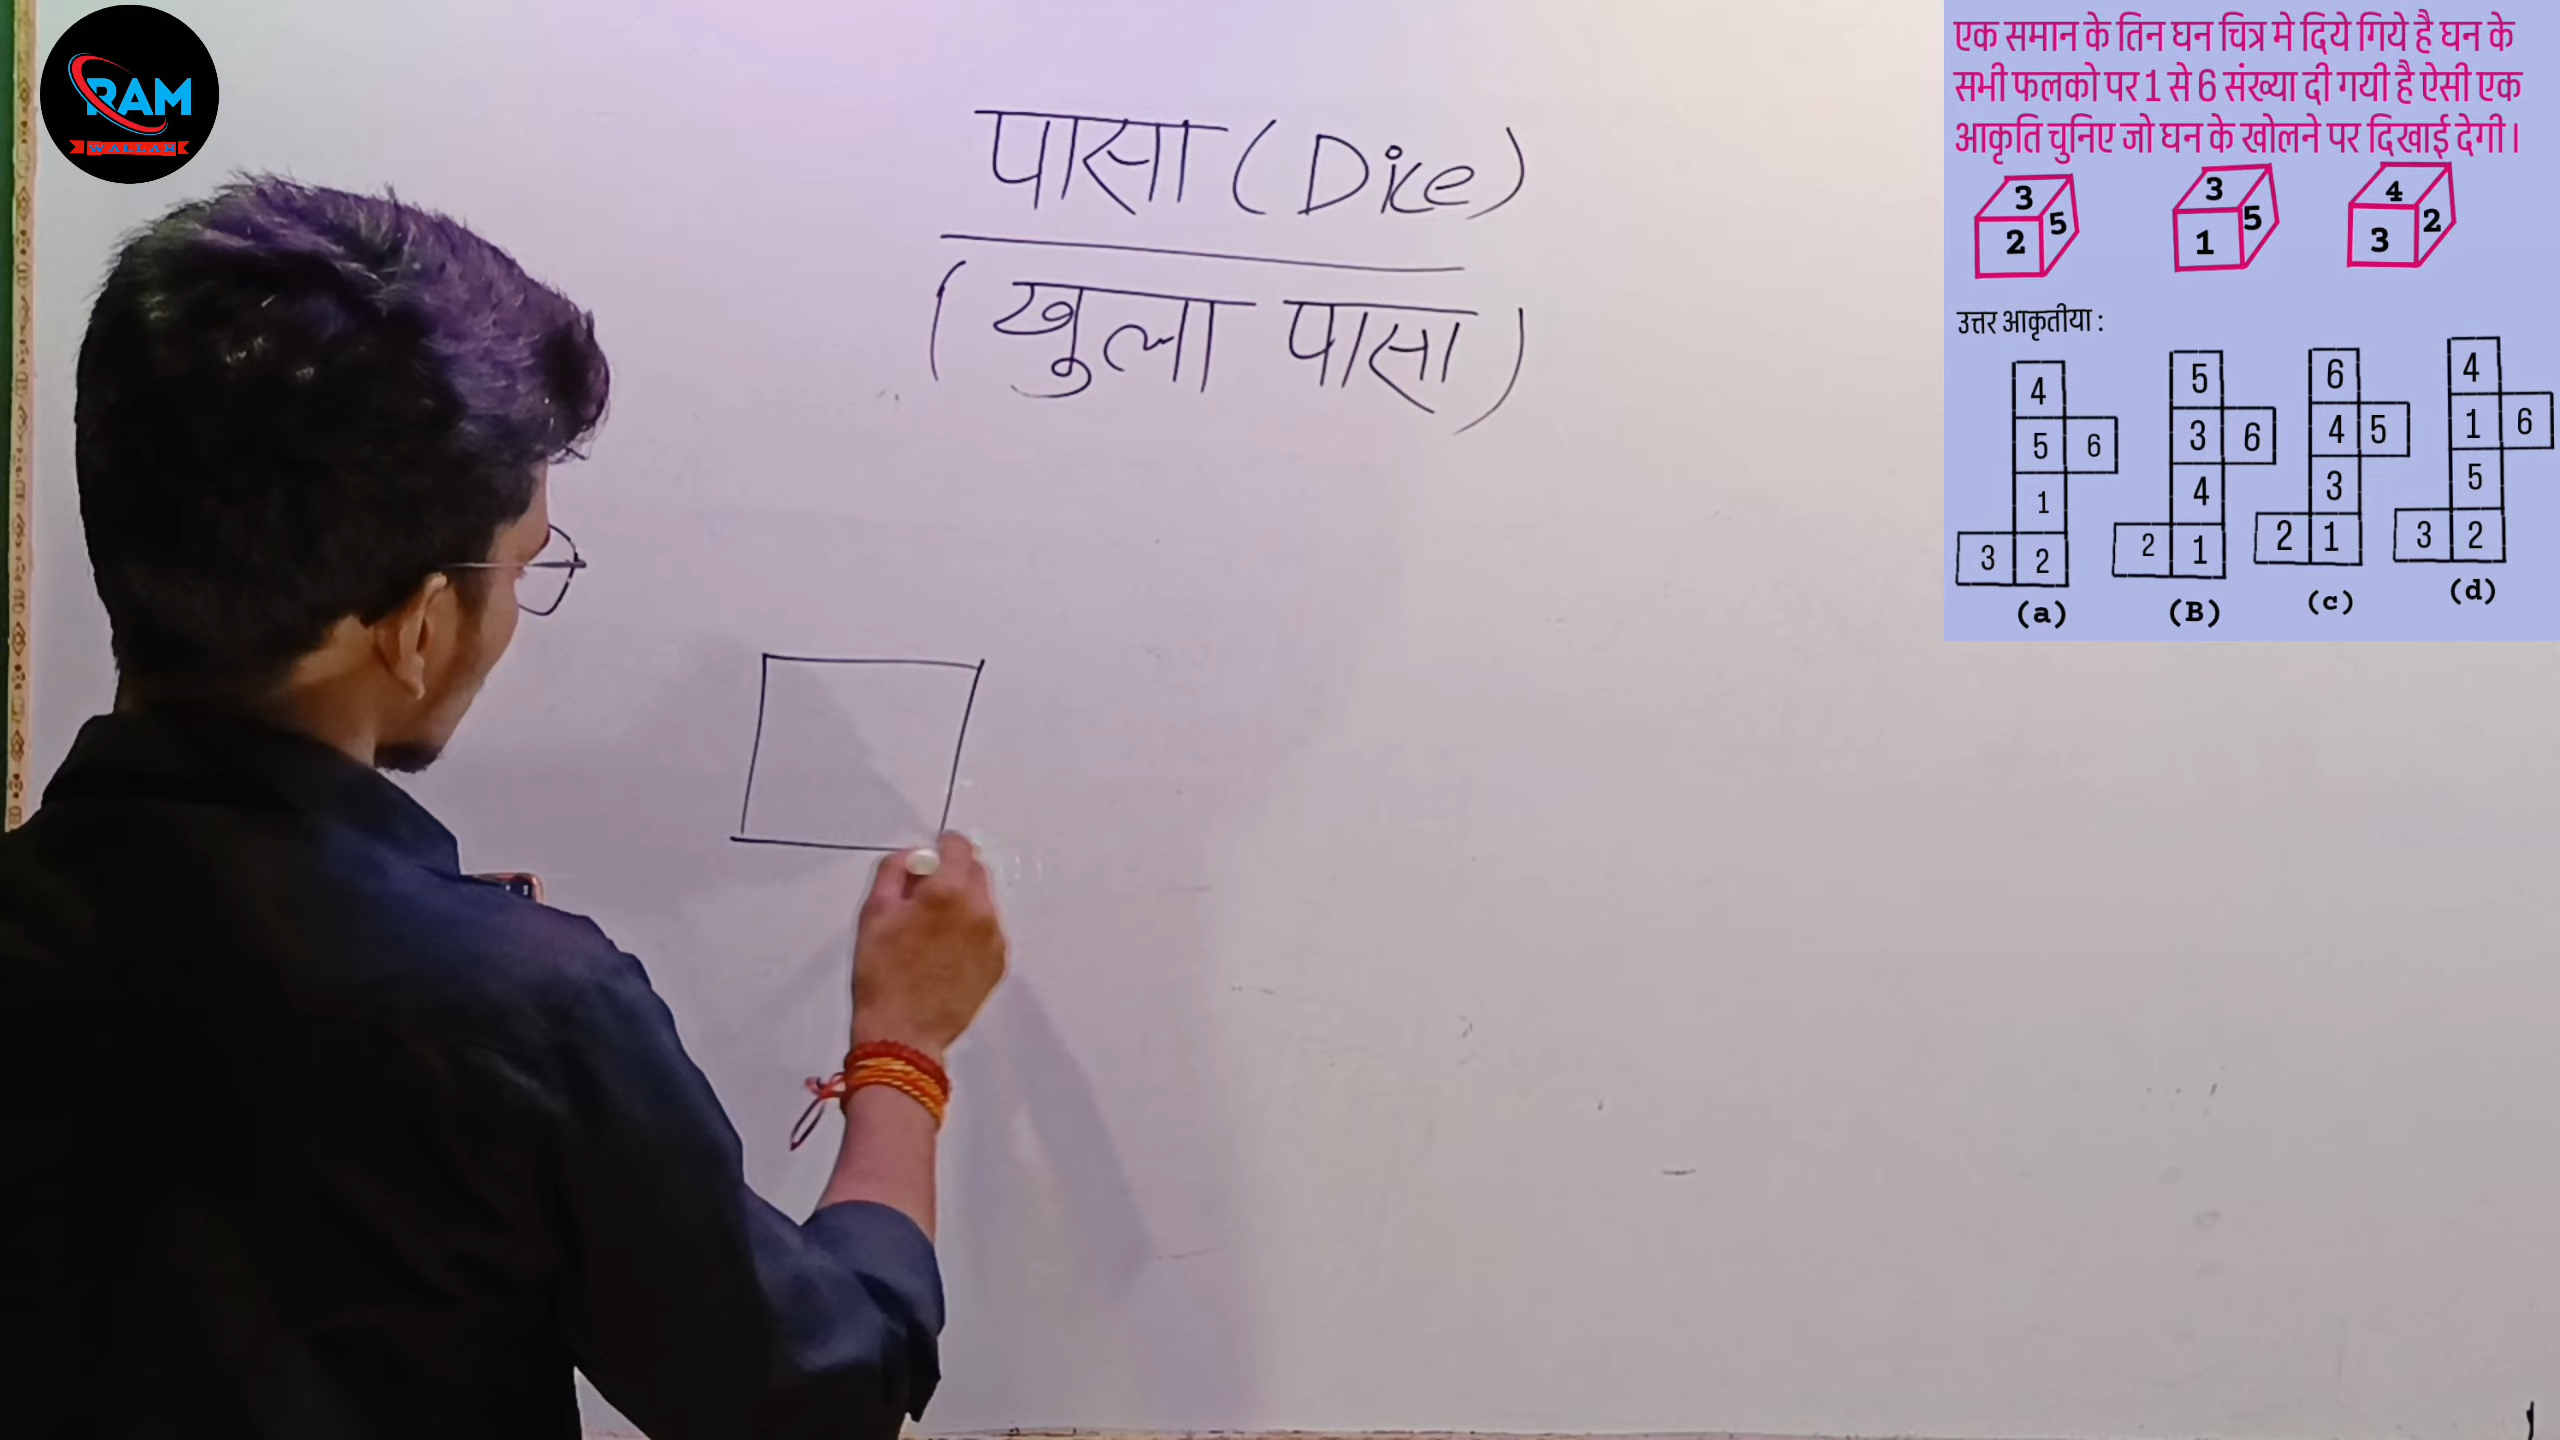 RAM
WALLAH
पासा (Dice)
(खुला पासा)
एक समान के तिन घन चित्र मे दिये गिये है घन के
सभी फलको पर 1 से 6 संख्या दी गयी है ऐसी एक
आकृति चुनिए जो घन के खोलने पर दिखाई देगी।
3 2 5
3 1 5
4 3 2
उत्तर आकृतीया :
4
5 6
1
3 2
(a)
5
3 6
4
2 1
(B)
6
4 5
3
2 1
(c)
4
1 6
5
3 2
(d)